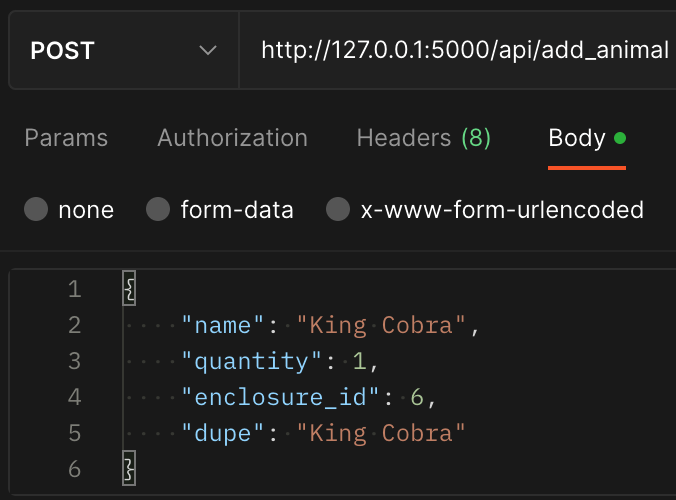 POST http://127.0.0.1:5000/api/add_animal
Params Authorization Headers (8) Body
none form-data x-www-form-urlencoded
1 {
2 "name": "King Cobra",
3 "quantity": 1,
4 "enclosure_id": 6,
5 "dupe": "King Cobra"
6 }